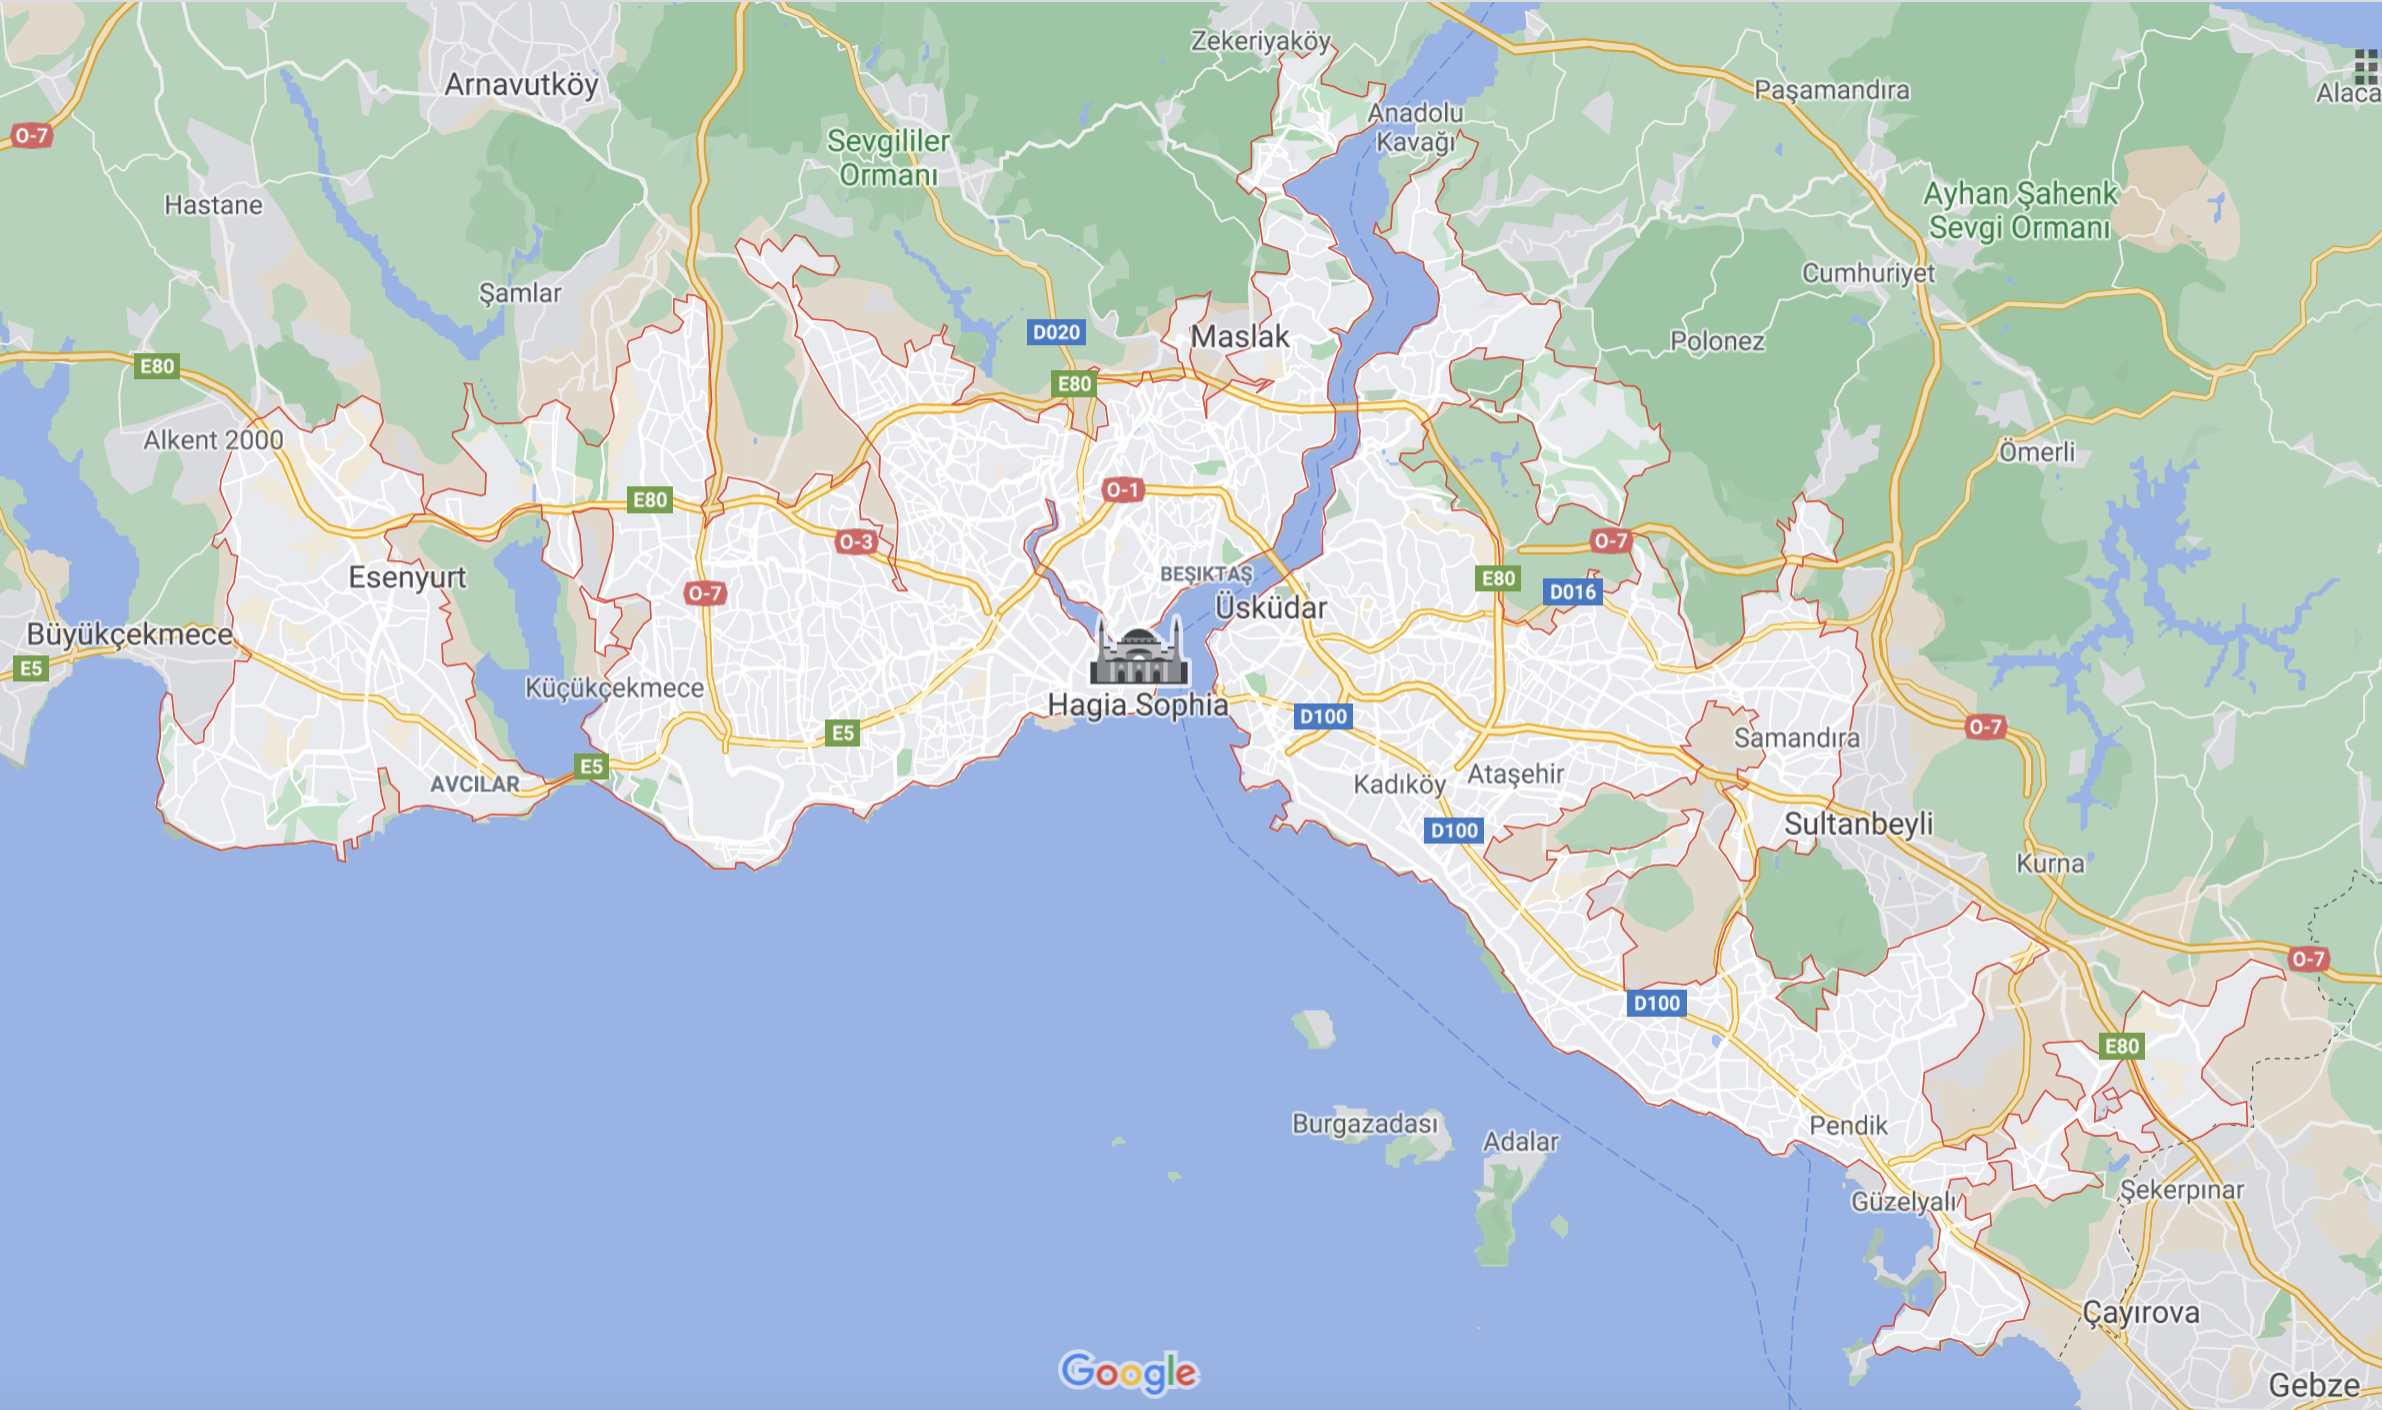 Zekeriyaköy
Arnavutköy
Paşamandıra
Alaca
Anadolu
Kavağı
O-7
Sevgililer
Ormanı
Hastane
Ayhan Şahenk
Sevgi Ormanı
Cumhuriyet
Şamlar
D020
Maslak
Polonez
E80
E80
Alkent 2000
Ömerli
E80
O-1
O-3
O-7
Esenyurt
BEŞİKTAŞ
E80
D016
O-7
Üsküdar
Büyükçekmece
E5
Küçükçekmece
Hagia Sophia
D100
O-7
E5
Samandıra
E5
AVCILAR
Kadıköy
Ataşehir
D100
Sultanbeyli
Kurna
O-7
D100
E80
Burgazadası
Adalar
Pendik
Güzelyalı
Şekerpınar
Çayırova
Google
Gebze